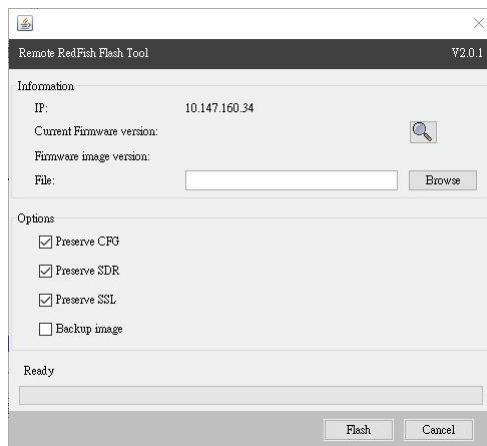 Remote RedFish Flash Tool V2.0.1
Information
IP: 10.147.160.34
Current Firmware version:
Firmware image version:
File: Browse
Options
Preserve CFG
Preserve SDR
Preserve SSL
Backup image
Ready
Flash Cancel